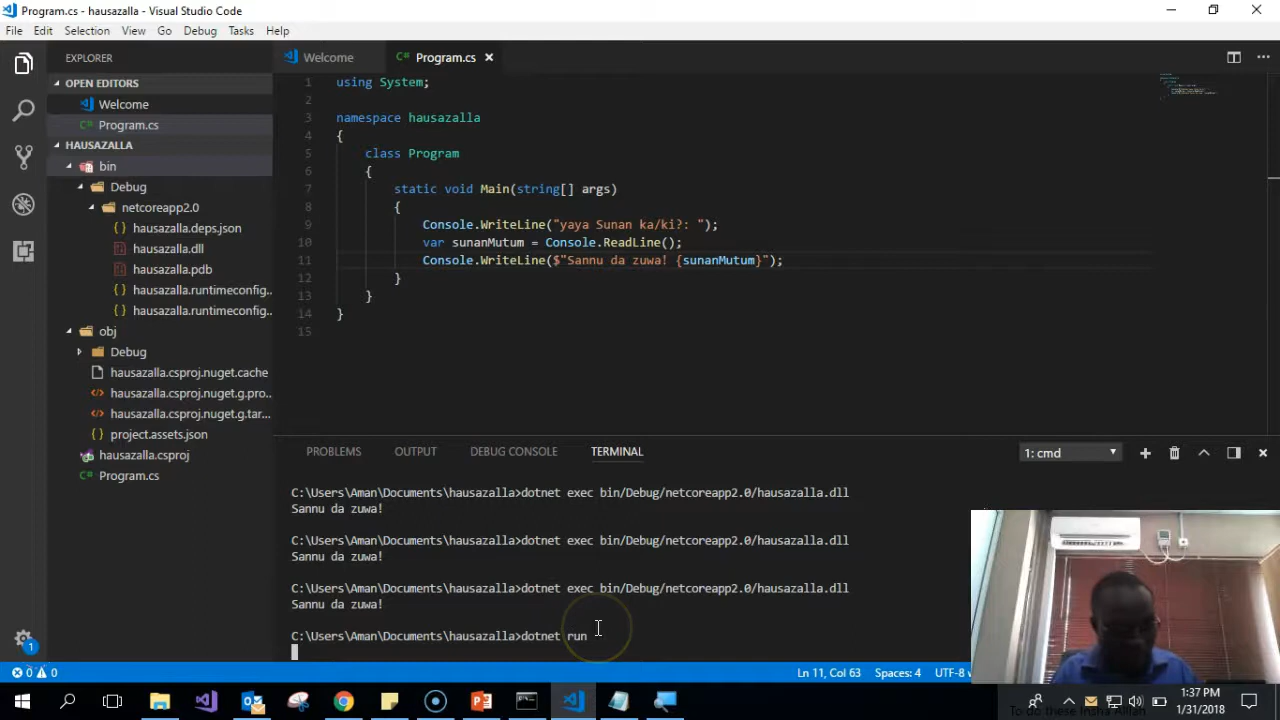 Program.cs - hausazalla - Visual Studio Code
File Edit Selection View Go Debug Tasks Help
EXPLORER
OPEN EDITORS
Welcome
Program.cs
HAUSAZALLA
bin
Debug
netcoreapp2.0
hausazalla.deps.json
hausazalla.dll
hausazalla.pdb
hausazalla.runtimeconfig...
hausazalla.runtimeconfig...
obj
Debug
hausazalla.csproj.nuget.cache
hausazalla.csproj.nuget.g.pro...
hausazalla.csproj.nuget.g.tar...
project.assets.json
hausazalla.csproj
Program.cs
Welcome Program.cs
1 using System;
2
3 namespace hausazalla
4 {
5 class Program
6 {
7 static void Main(string[] args)
8 {
9 Console.WriteLine("yaya Sunan ka/ki?: ");
10 var sunanMutum = Console.ReadLine();
11 Console.WriteLine($"Sannu da zuwa! {sunanMutum}");
12 }
13 }
14 }
15
PROBLEMS OUTPUT DEBUG CONSOLE TERMINAL 1: cmd
C:\Users\Aman\Documents\hausazalla>dotnet exec bin/Debug/netcoreapp2.0/hausazalla.dll
Sannu da zuwa!
C:\Users\Aman\Documents\hausazalla>dotnet exec bin/Debug/netcoreapp2.0/hausazalla.dll
Sannu da zuwa!
C:\Users\Aman\Documents\hausazalla>dotnet exec bin/Debug/netcoreapp2.0/hausazalla.dll
Sannu da zuwa!
C:\Users\Aman\Documents\hausazalla>dotnet run
1
0 0 Ln 11, Col 63 Spaces: 4 UTF-8
1:37 PM
1/31/2018
To do these Insha Allah